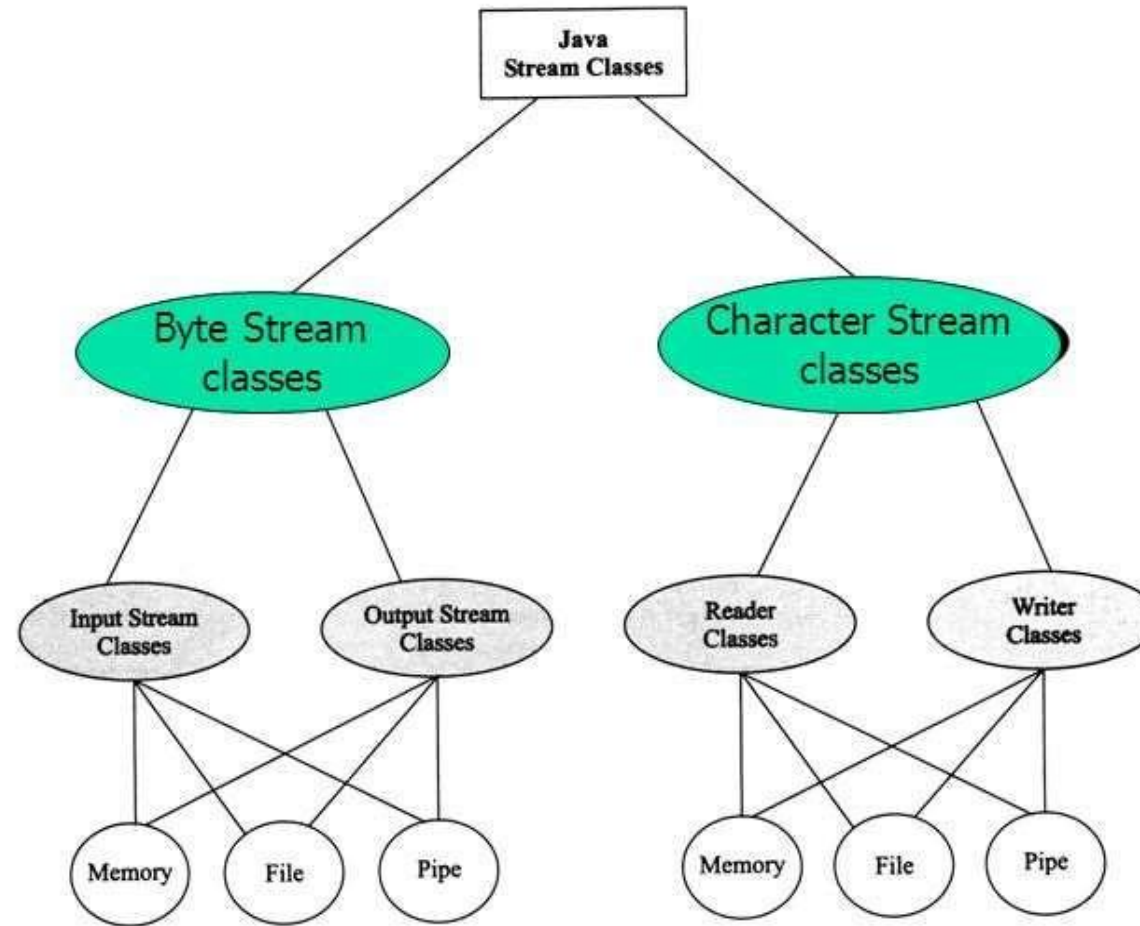 Java
Stream Classes
Byte Stream
classes
Character Stream
classes
Input Stream
Classes
Output Stream
Classes
Reader
Classes
Writer
Classes
Memory
File
Pipe
Memory
File
Pipe